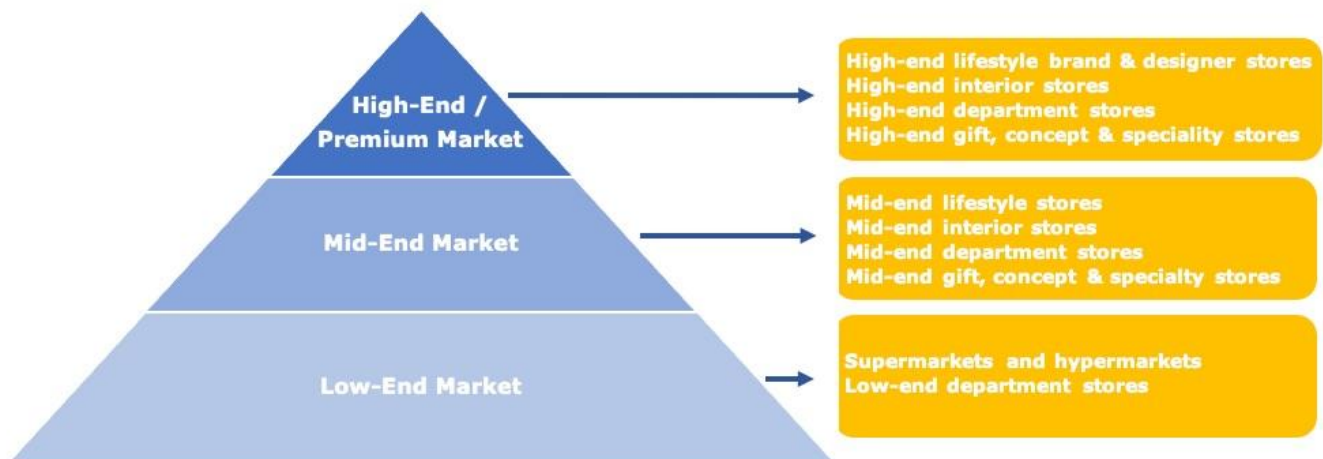 High-End /
Premium Market
High-end lifestyle brand & designer stores
High-end interior stores
High-end department stores
High-end gift, concept & speciality stores
Mid-End Market
Mid-end lifestyle stores
Mid-end interior stores
Mid-end department stores
Mid-end gift, concept & specialty stores
Low-End Market
Supermarkets and hypermarkets
Low-end department stores